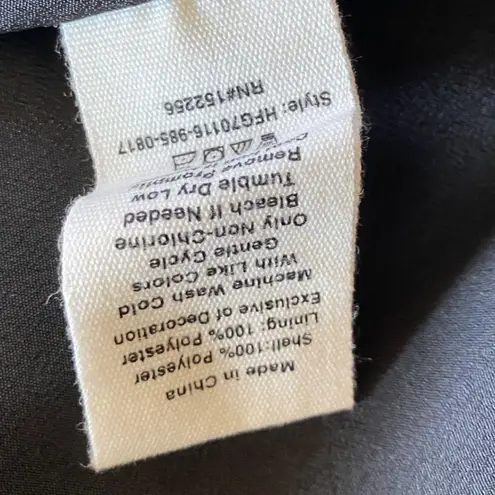 Made in China
Shell:100% Polyester
Lining: 100% Polyester
Exclusive of Decoration
Machine Wash Cold
With Like Colors
Gentle Cycle
Only Non-Chlorine
Bleach If Needed
Tumble Dry Low
Remove Promptly
Style: HFG70116-985-0817
RN#152256